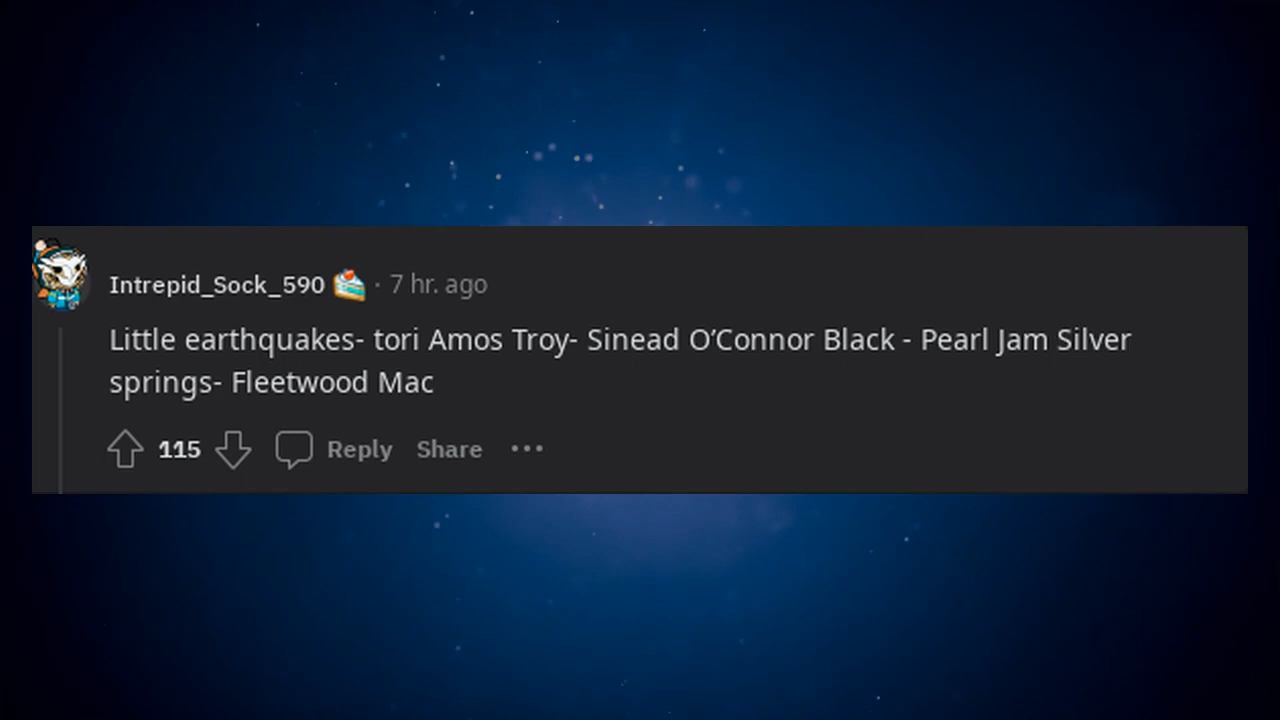 Intrepid_Sock_590 🍰 · 7 hr. ago
Little earthquakes- tori Amos Troy- Sinead O’Connor Black - Pearl Jam Silver
springs- Fleetwood Mac
115 Reply Share ···